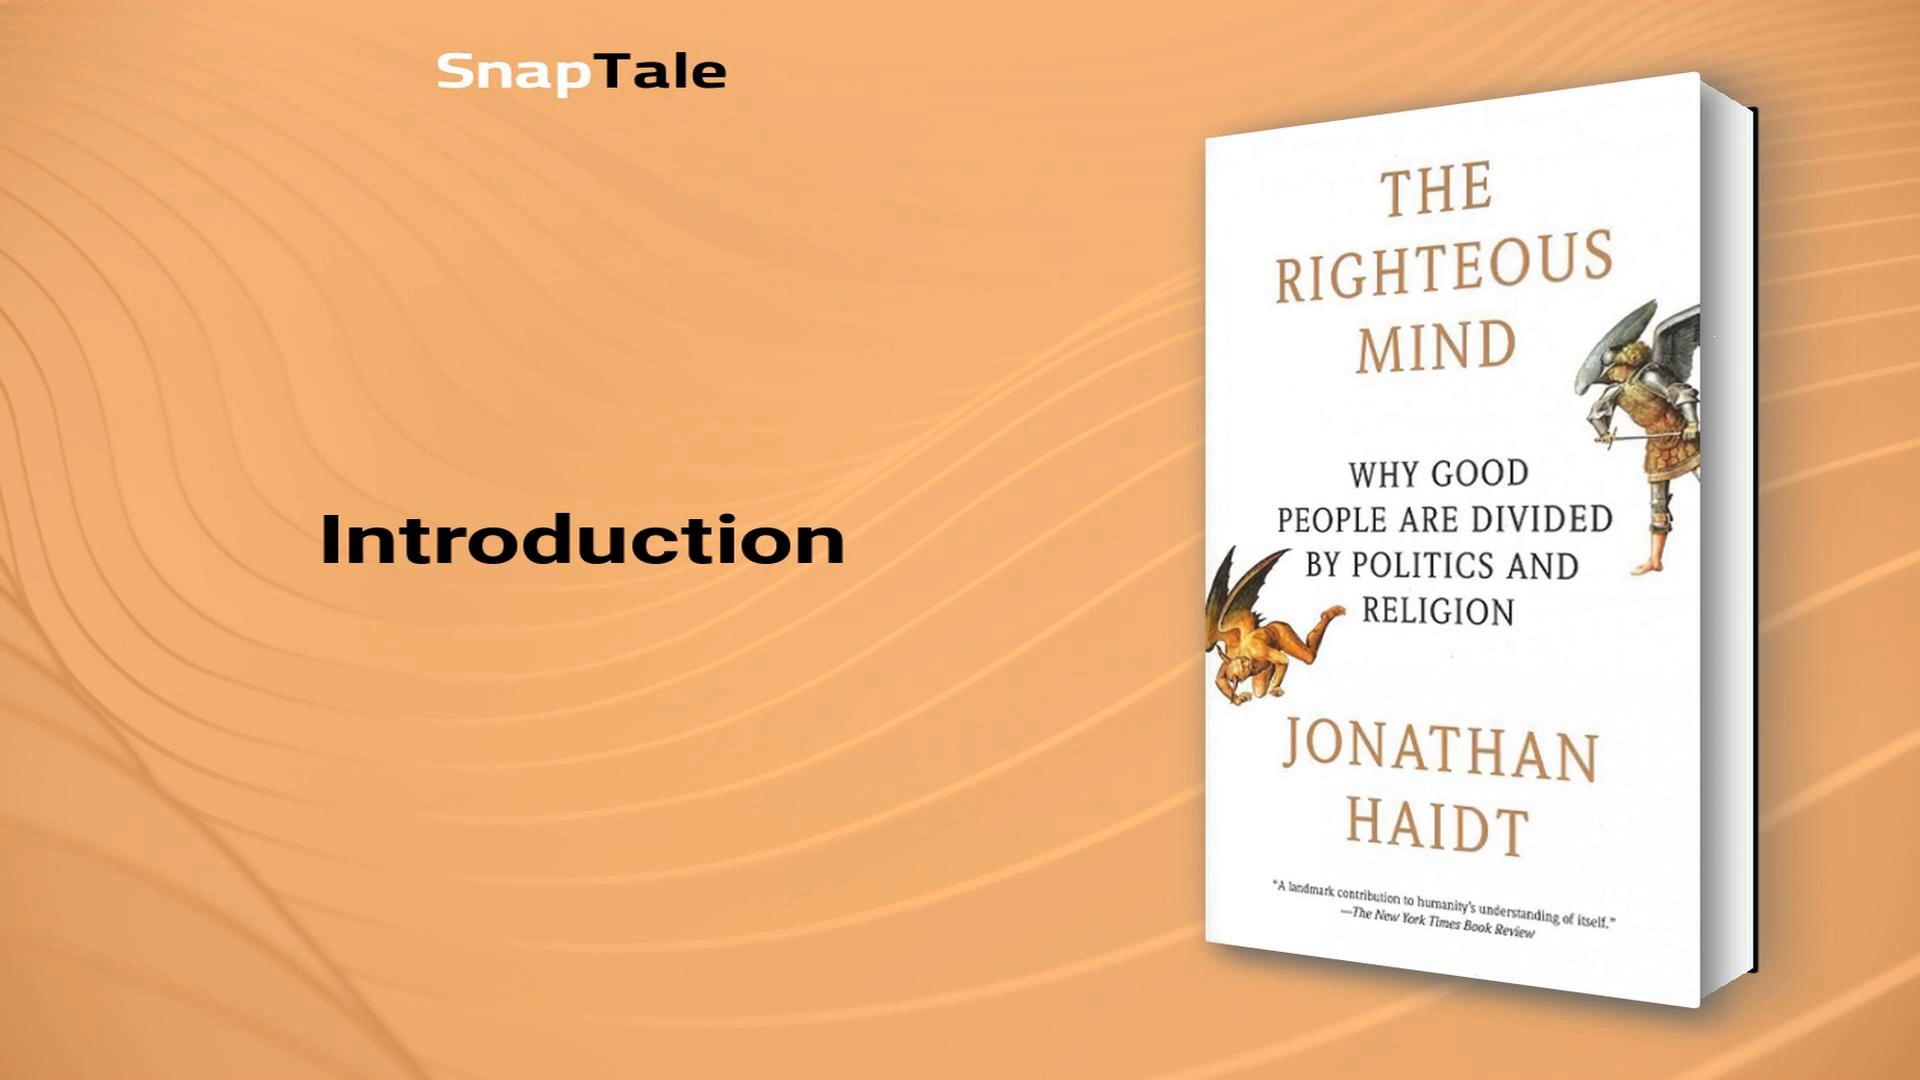 SnapTale
Introduction
THE
RIGHTEOUS
MIND
WHY GOOD
PEOPLE ARE DIVIDED
BY POLITICS AND
RELIGION
JONATHAN
HAIDT
"A landmark contribution to humanity's understanding of itself."
—The New York Times Book Review